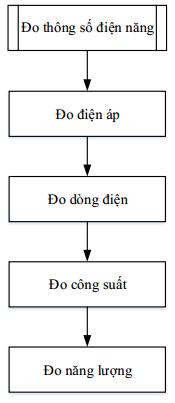 Đo thông số điện năng
Đo điện áp
Đo dòng điện
Đo công suất
Đo năng lượng